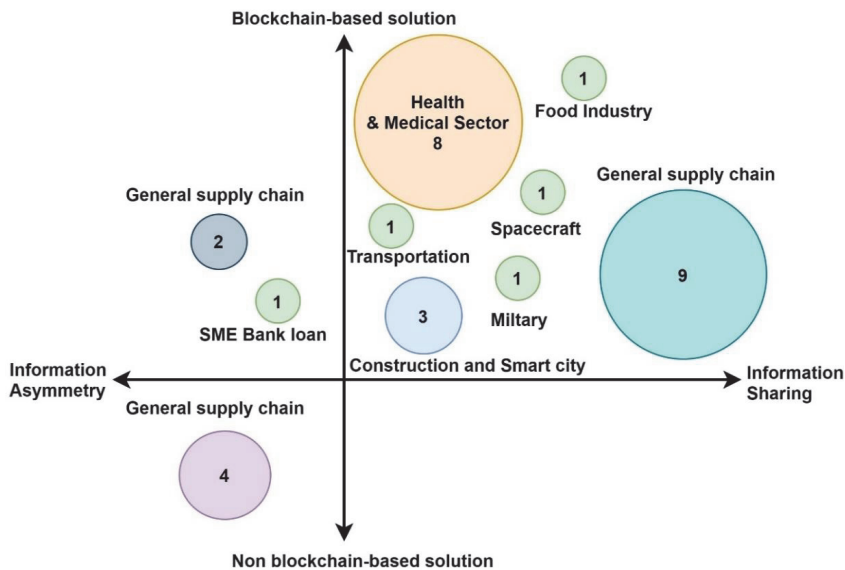 Blockchain-based solution
Health
& Medical Sector
8
1
Food Industry
General supply chain
1
Spacecraft
General supply chain
2
1
Transportation
9
1
SME Bank loan
3
1
Miltary
Construction and Smart city
Information
Asymmetry
Information
Sharing
General supply chain
4
Non blockchain-based solution